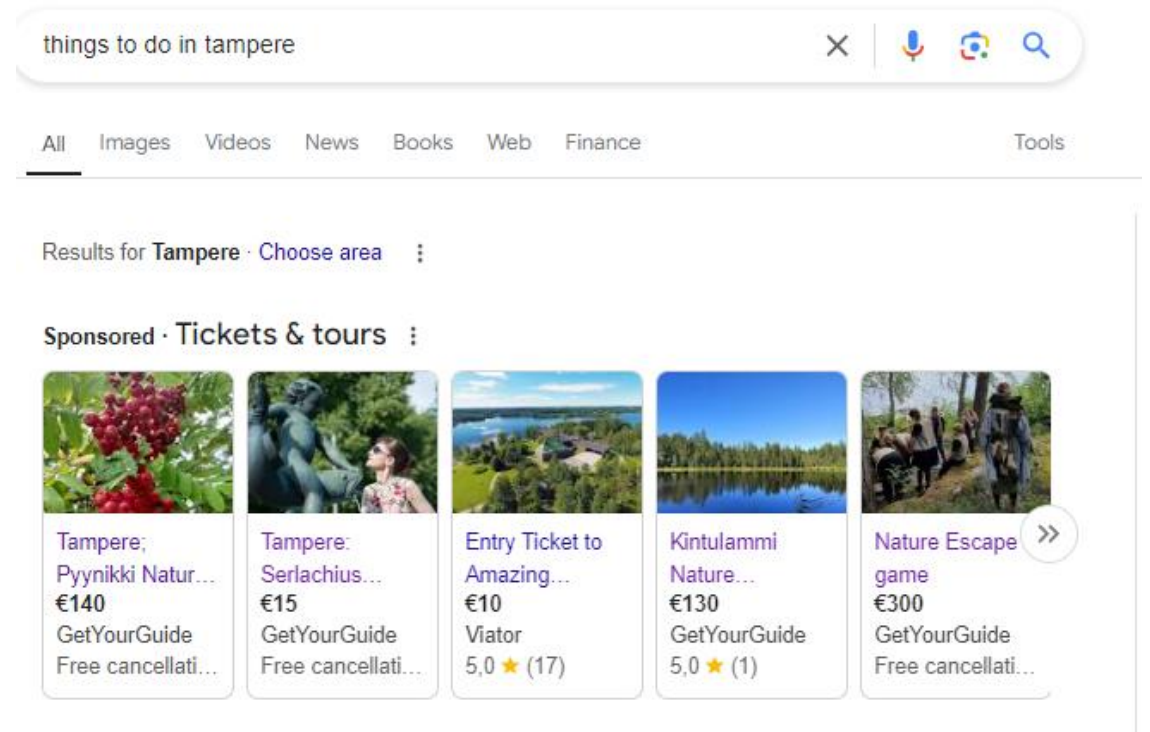 things to do in tampere
All Images Videos News Books Web Finance Tools
Results for Tampere · Choose area
Sponsored · Tickets & tours
Tampere;
Pyynikki Natur...
€140
GetYourGuide
Free cancellati...
Tampere:
Serlachius...
€15
GetYourGuide
Free cancellati...
Entry Ticket to
Amazing...
€10
Viator
5,0 ★ (17)
Kintulammi
Nature...
€130
GetYourGuide
5,0 ★ (1)
Nature Escape
game
€300
GetYourGuide
Free cancellati...